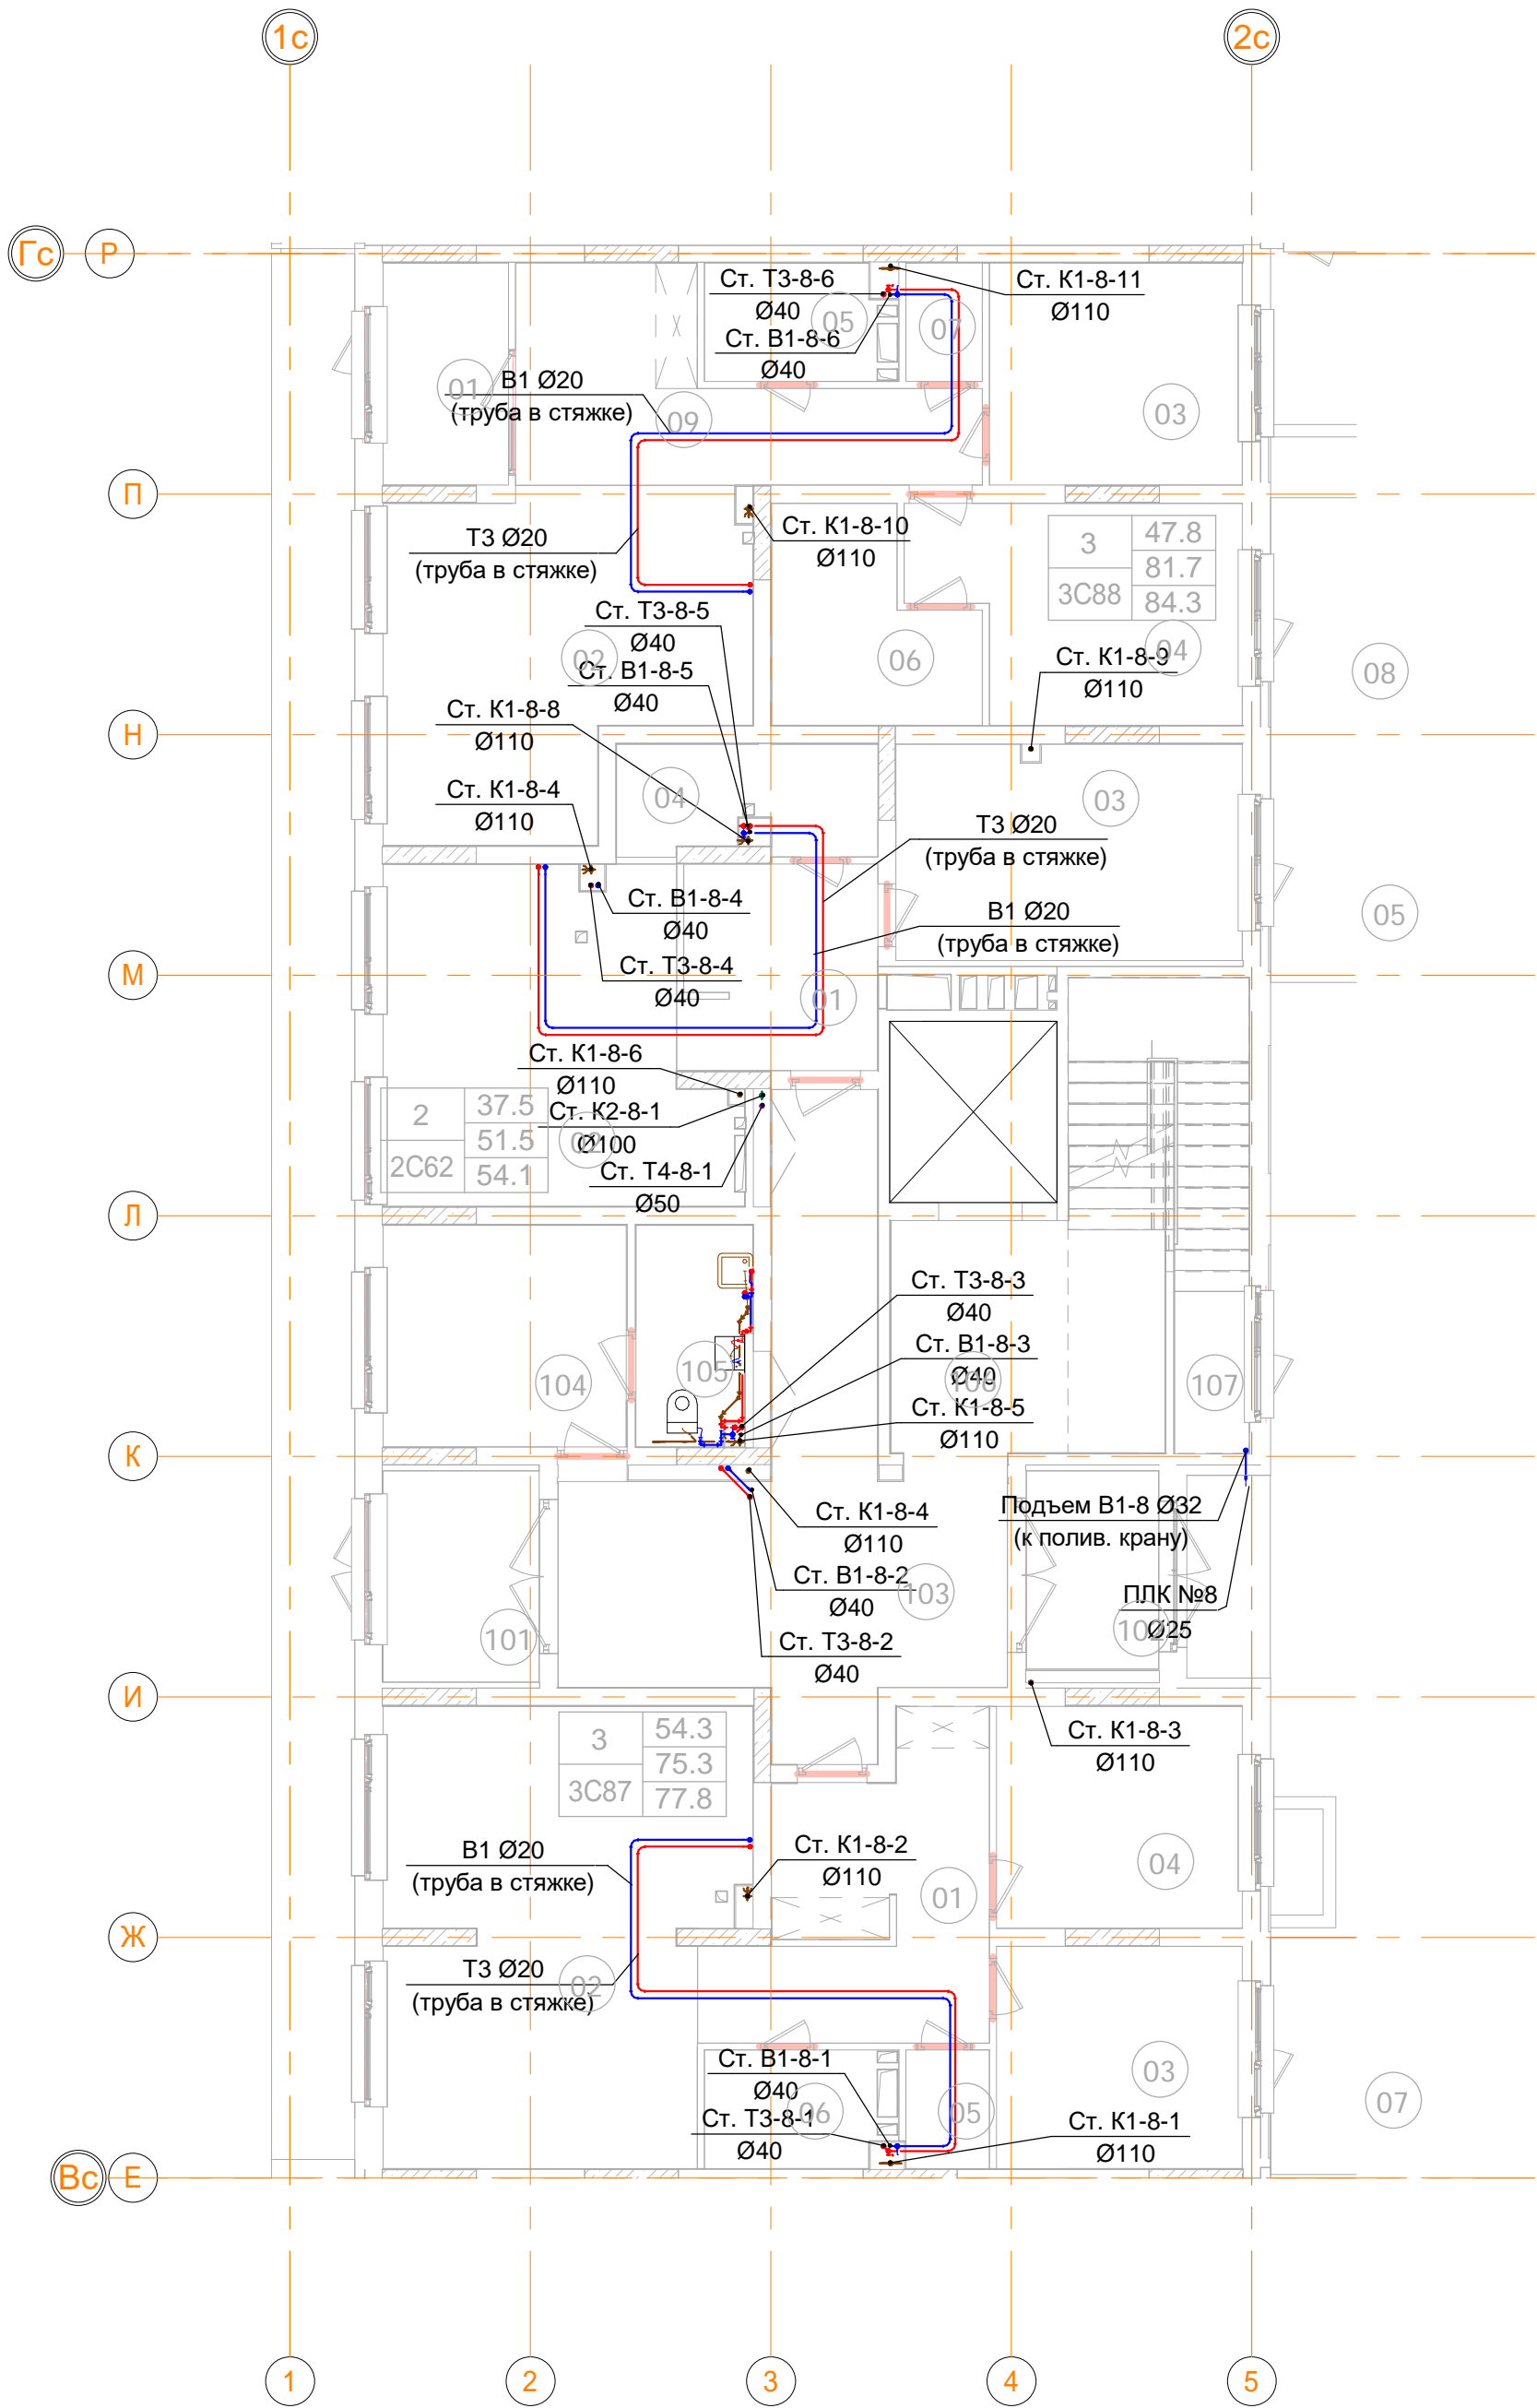 1с
2с
Гс
Р
Ст. Т3-8-6
Ø40
Ст. К1-8-11
Ø110
05
07
Ст. В1-8-6
Ø40
В1 Ø20
(труба в стяжке)
01
09
03
П
Ст. К1-8-10
Ø110
Т3 Ø20
(труба в стяжке)
3
3С88
47.8
81.7
84.3
Ст. Т3-8-5
Ø40
02
Ст. В1-8-5
Ø40
06
04
Ст. К1-8-9
Ø110
08
Ст. К1-8-8
Ø110
Н
Ст. К1-8-4
Ø110
04
03
Т3 Ø20
(труба в стяжке)
Ст. В1-8-4
Ø40
В1 Ø20
(труба в стяжке)
05
Ст. Т3-8-4
Ø40
М
01
Ст. К1-8-6
Ø110
2
2С62
37.5
51.5
54.1
Ст. К2-8-1
Ø100
02
Ст. Т4-8-1
Ø50
Л
Ст. Т3-8-3
Ø40
Ст. В1-8-3
Ø40
104
105
106
107
Ст. К1-8-5
Ø110
К
Ст. К1-8-4
Ø110
Подъем В1-8 Ø32
(к полив. крану)
Ст. В1-8-2
Ø40
103
ПЛК №8
Ø25
101
102
Ст. Т3-8-2
Ø40
И
Ст. К1-8-3
Ø110
3
3С87
54.3
75.3
77.8
В1 Ø20
(труба в стяжке)
Ст. К1-8-2
Ø110
04
01
Ж
Т3 Ø20
(труба в стяжке)
02
Ст. В1-8-1
Ø40
03
06
05
07
Ст. Т3-8-1
Ø40
Ст. К1-8-1
Ø110
Вс
Е
1
2
3
4
5